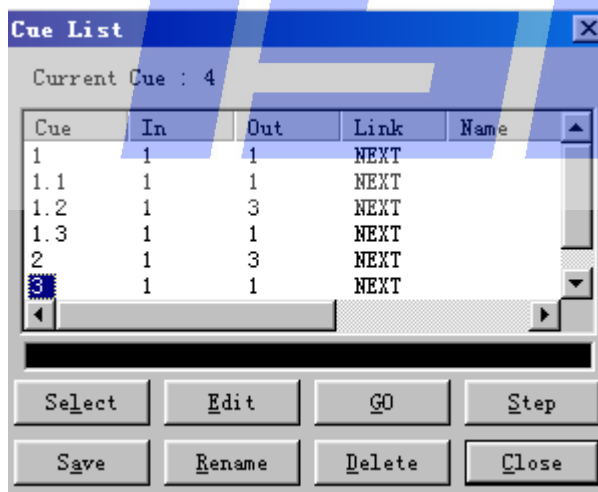 Cue List
Current Cue : 4
Cue In Out Link Name
1 1 1 NEXT
1.1 1 1 NEXT
1.2 1 3 NEXT
1.3 1 1 NEXT
2 1 3 NEXT
3 1 1 NEXT
Select Edit GO Step
Save Rename Delete Close